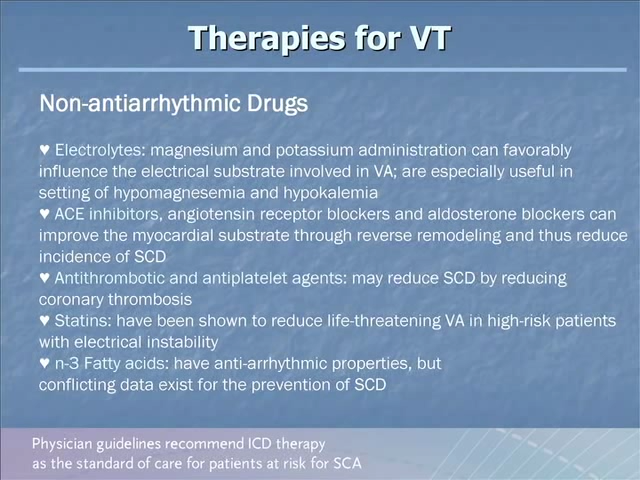 Therapies for VT
Non-antiarrhythmic Drugs
♥ Electrolytes: magnesium and potassium administration can favorably
influence the electrical substrate involved in VA; are especially useful in
setting of hypomagnesemia and hypokalemia
♥ ACE inhibitors, angiotensin receptor blockers and aldosterone blockers can
improve the myocardial substrate through reverse remodeling and thus reduce
incidence of SCD
♥ Antithrombotic and antiplatelet agents: may reduce SCD by reducing
coronary thrombosis
♥ Statins: have been shown to reduce life-threatening VA in high-risk patients
with electrical instability
♥ n-3 Fatty acids: have anti-arrhythmic properties, but
conflicting data exist for the prevention of SCD
Physician guidelines recommend ICD therapy
as the standard of care for patients at risk for SCA